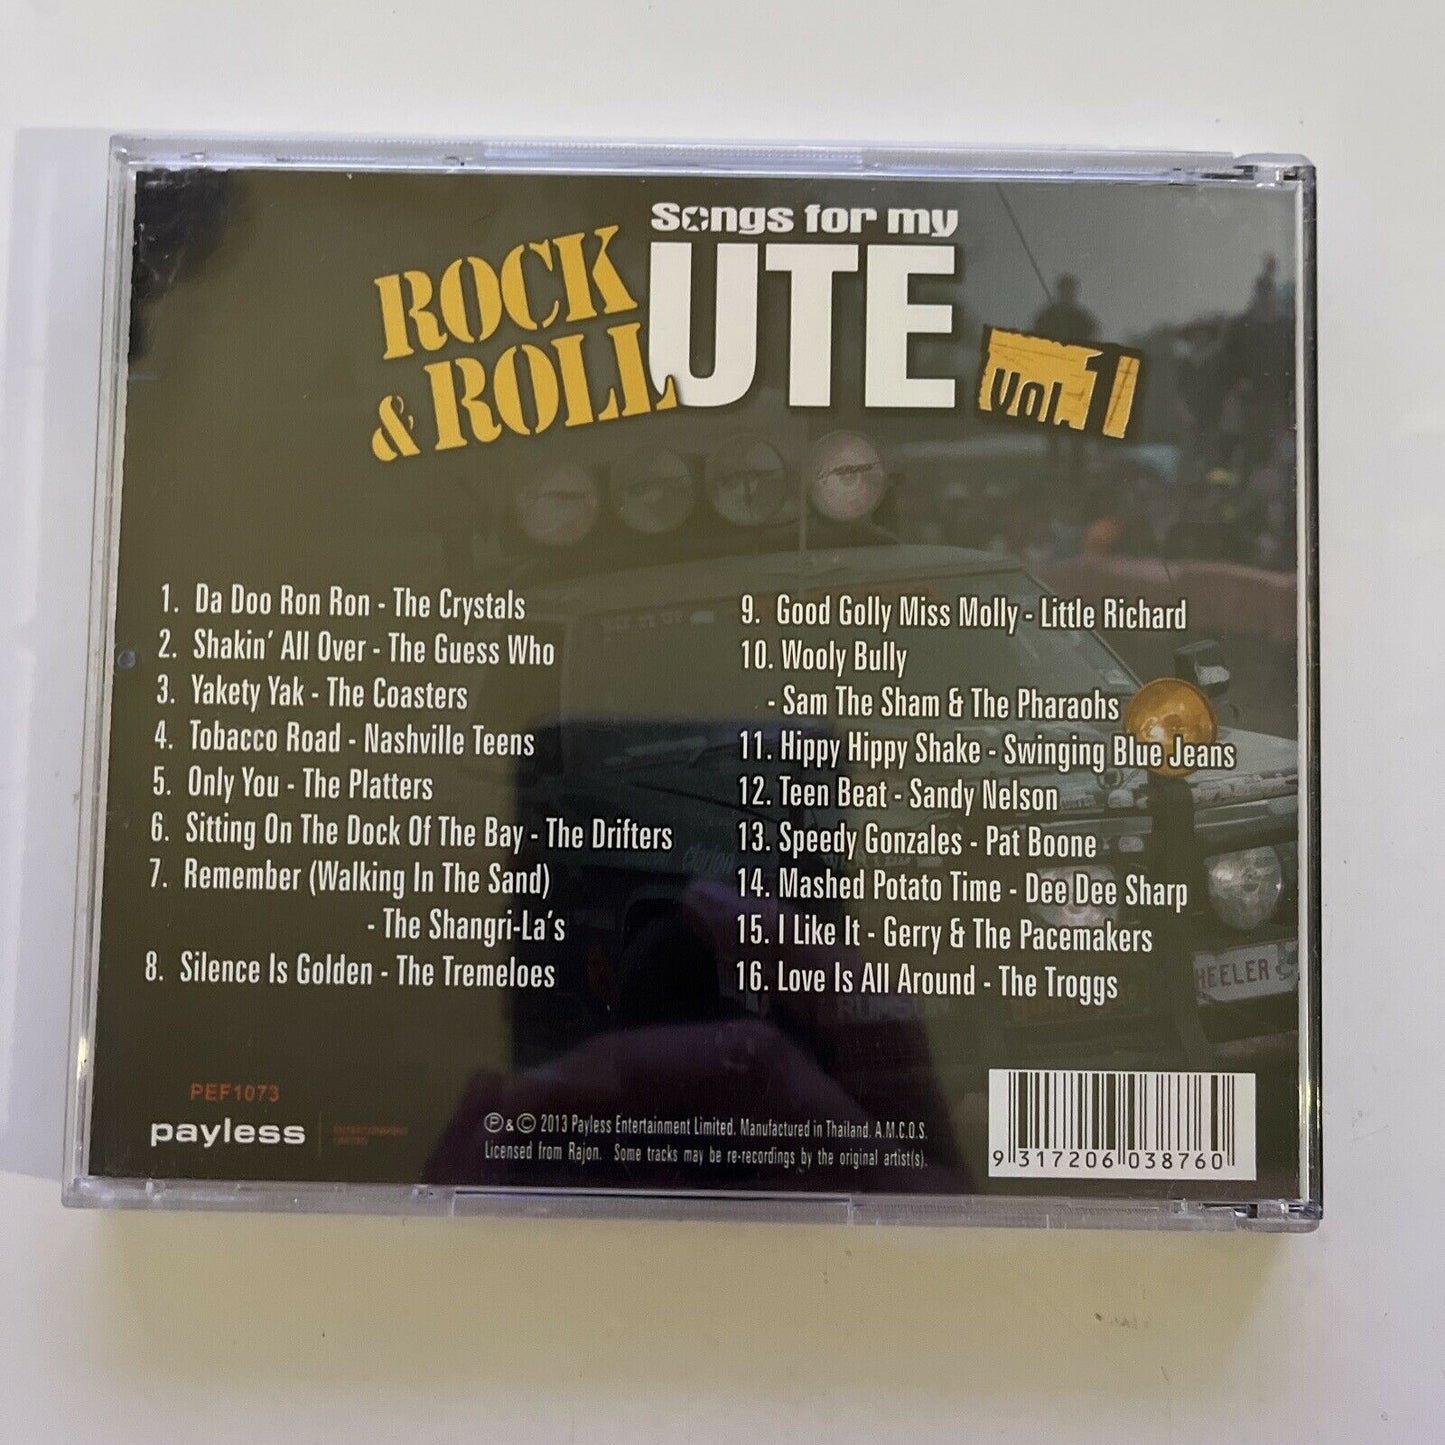 Songs for my
UTE
ROCK
& ROLL
VOL. 1
1. Da Doo Ron Ron - The Crystals
2. Shakin' All Over - The Guess Who
3. Yakety Yak - The Coasters
4. Tobacco Road - Nashville Teens
5. Only You - The Platters
6. Sitting On The Dock Of The Bay - The Drifters
7. Remember (Walking In The Sand)
- The Shangri-La's
8. Silence Is Golden - The Tremeloes
9. Good Golly Miss Molly - Little Richard
10. Wooly Bully
- Sam The Sham & The Pharaohs
11. Hippy Hippy Shake - Swinging Blue Jeans
12. Teen Beat - Sandy Nelson
13. Speedy Gonzales - Pat Boone
14. Mashed Potato Time - Dee Dee Sharp
15. I Like It - Gerry & The Pacemakers
16. Love Is All Around - The Troggs
HEELER
PEF1073
payless
ENTERTAINMENT
LIMITED
℗ & © 2013 Payless Entertainment Limited. Manufactured in Thailand. A.M.C.O.S.
Licensed from Rajon. Some tracks may be re-recordings by the original artist(s).
9 317206 038760